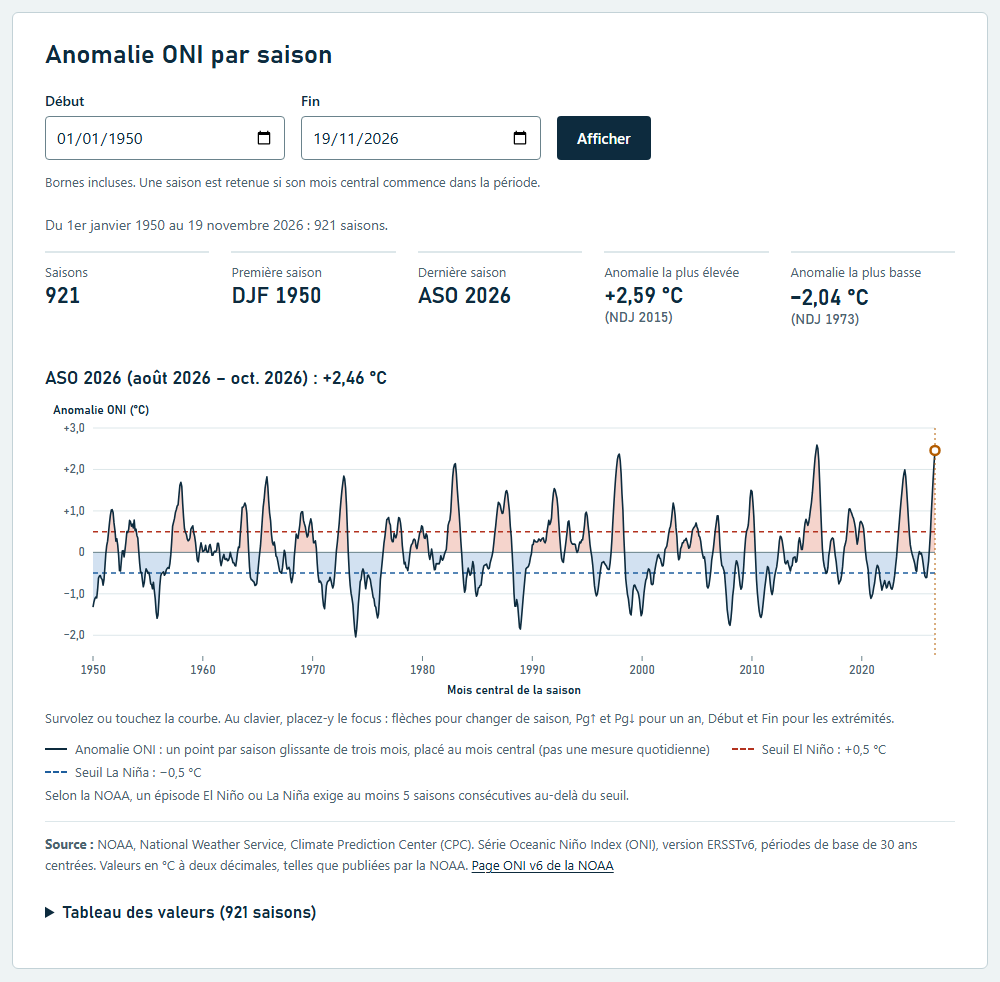 Anomalie ONI par saison
Début Fin
01/01/1950 19/11/2026 Afficher
Bornes incluses. Une saison est retenue si son mois central commence dans la période.
Du 1er janvier 1950 au 19 novembre 2026 : 921 saisons.
Saisons
921
Première saison
DJF 1950
Dernière saison
ASO 2026
Anomalie la plus élevée
+2,59 °C
(NDJ 2015)
Anomalie la plus basse
−2,04 °C
(NDJ 1973)
ASO 2026 (août 2026 – oct. 2026) : +2,46 °C
Anomalie ONI (°C)
+3,0
+2,0
+1,0
0
−1,0
−2,0
1950 1960 1970 1980 1990 2000 2010 2020
Mois central de la saison
Survolez ou touchez la courbe. Au clavier, placez-y le focus : flèches pour changer de saison, Pg↑ et Pg↓ pour un an, Début et Fin pour les extrémités.
Anomalie ONI : un point par saison glissante de trois mois, placé au mois central (pas une mesure quotidienne) Seuil El Niño : +0,5 °C
Seuil La Niña : −0,5 °C
Selon la NOAA, un épisode El Niño ou La Niña exige au moins 5 saisons consécutives au-delà du seuil.
Source : NOAA, National Weather Service, Climate Prediction Center (CPC). Série Oceanic Niño Index (ONI), version ERSSTv6, périodes de base de 30 ans
centrées. Valeurs en °C à deux décimales, telles que publiées par la NOAA. Page ONI v6 de la NOAA
Tableau des valeurs (921 saisons)